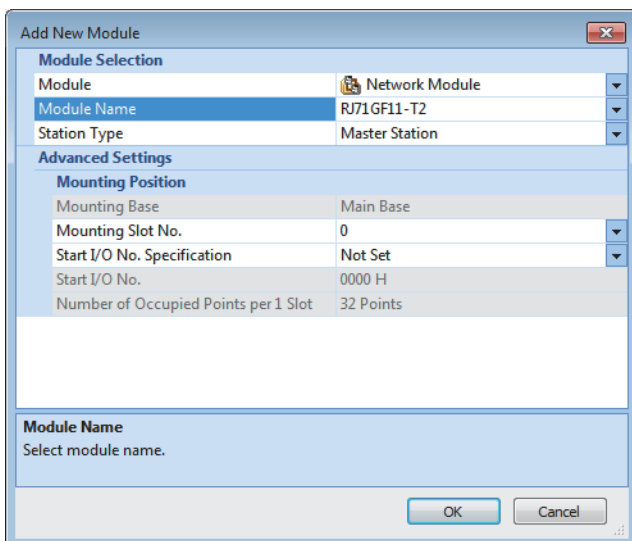 Add New Module
Module Selection
Module Network Module
Module Name RJ71GF11-T2
Station Type Master Station
Advanced Settings
Mounting Position
Mounting Base Main Base
Mounting Slot No. 0
Start I/O No. Specification Not Set
Start I/O No. 0000 H
Number of Occupied Points per 1 Slot 32 Points
Module Name
Select module name.
OK Cancel